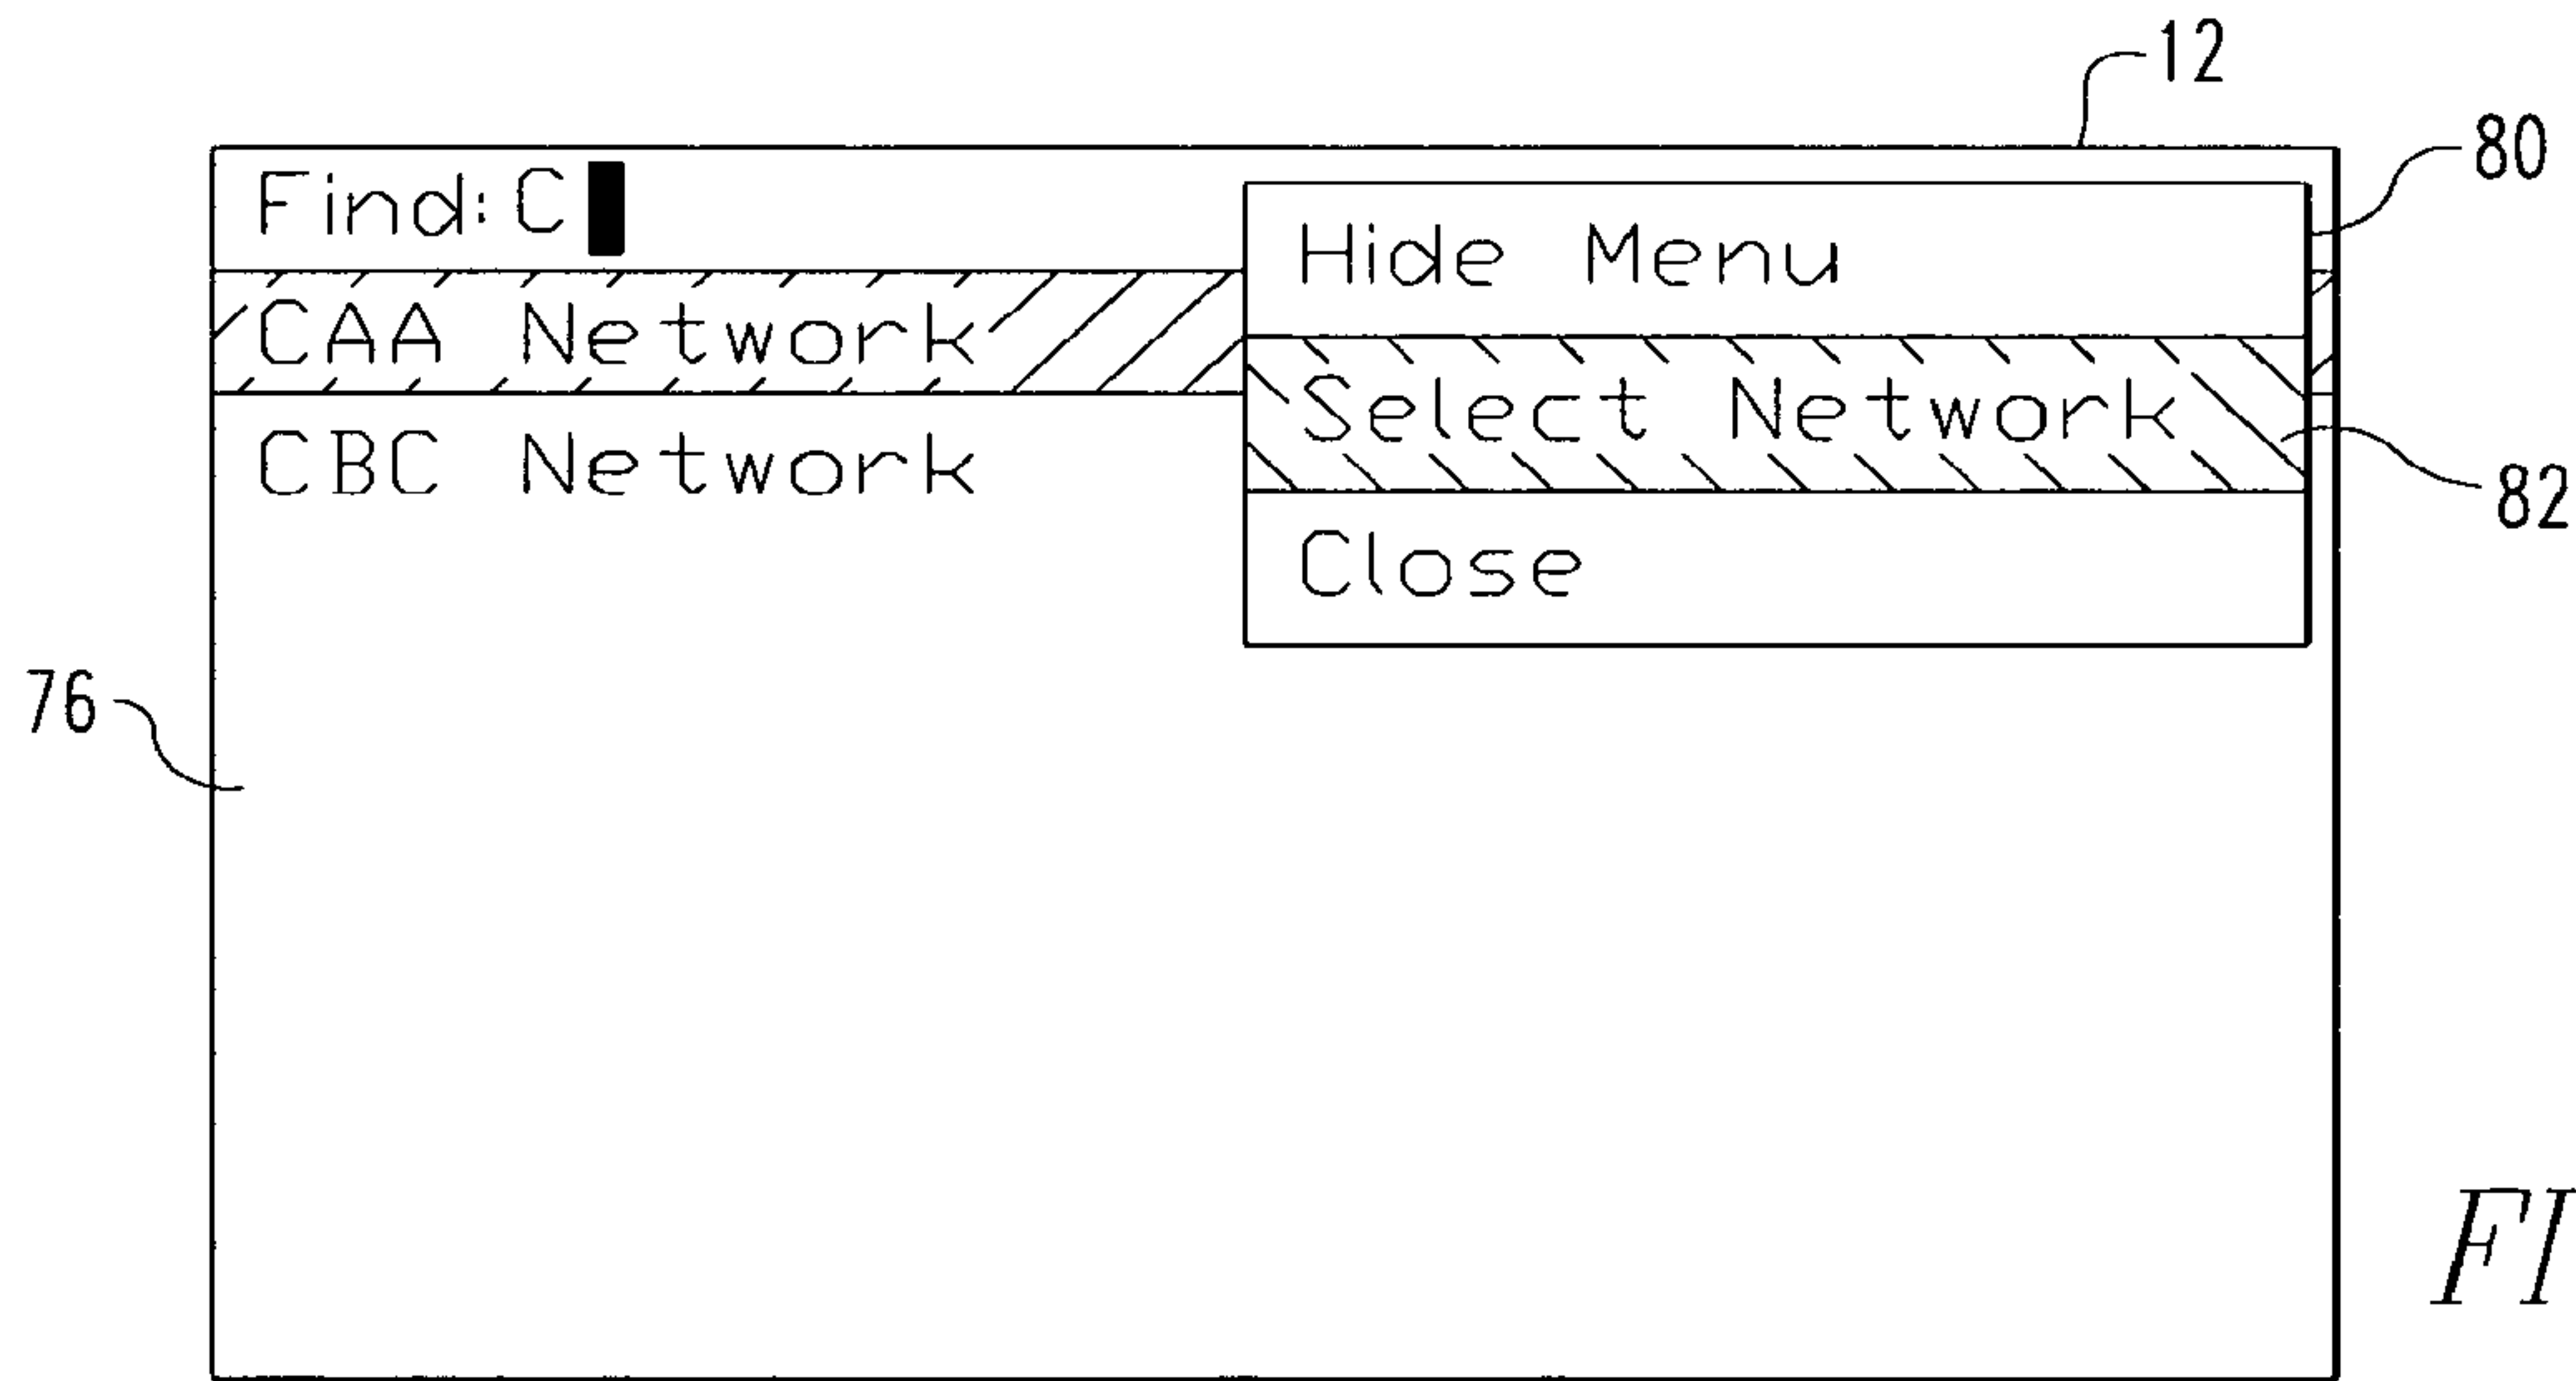 12
80
Find: C
Hide Menu
CAA Network
Select Network
CBC Network
82
Close
76
FI